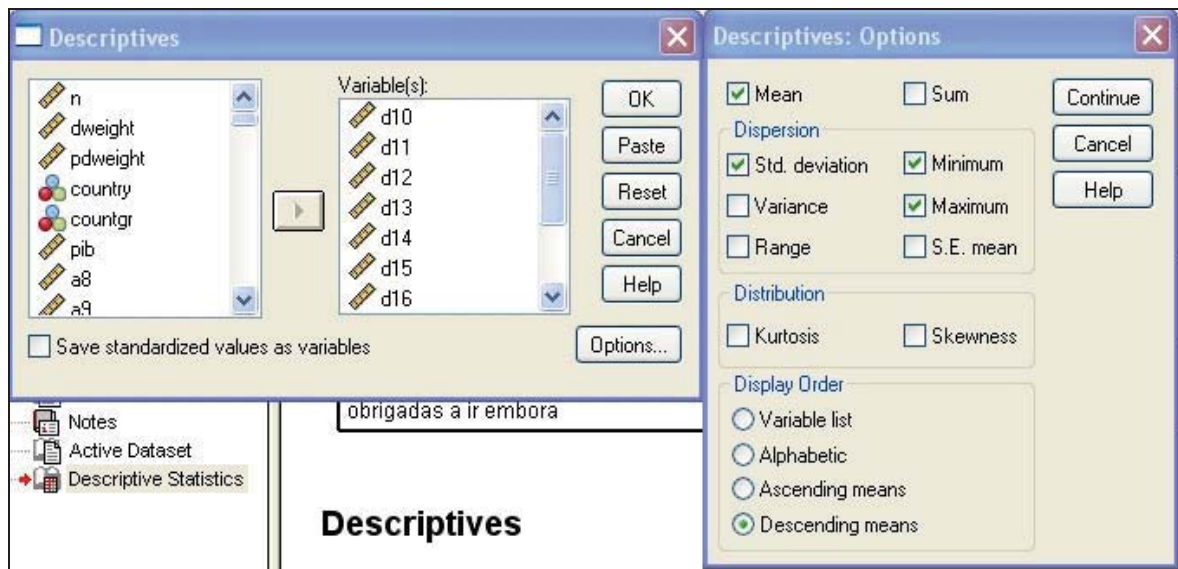 Descriptives
n
dweight
pdweight
country
countgr
pib
a8
a9
Variable(s):
d10
d11
d12
d13
d14
d15
d16
OK
Paste
Reset
Cancel
Help
Save standardized values as variables
Options...
Descriptives: Options
Mean
Sum
Continue
Cancel
Help
Dispersion
Std. deviation
Minimum
Variance
Maximum
Range
S.E. mean
Distribution
Kurtosis
Skewness
Display Order
Variable list
Alphabetic
Ascending means
Descending means
Notes
Active Dataset
Descriptive Statistics
obrigadas a ir embora
Descriptives